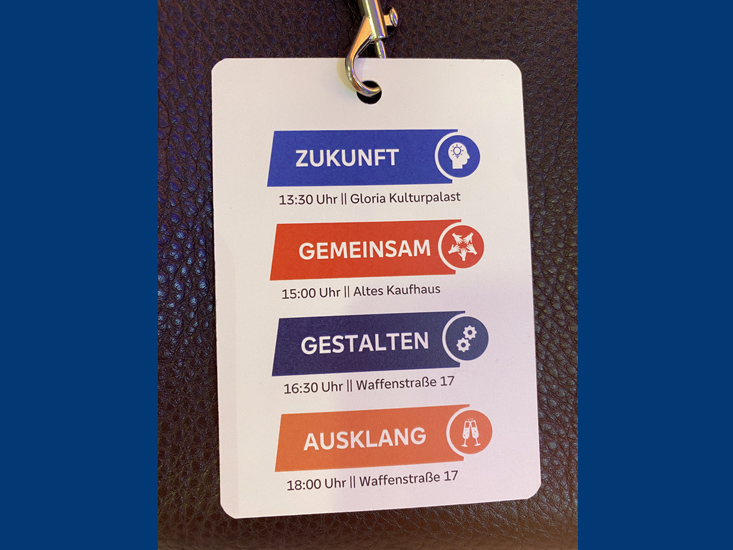 ZUKUNFT
13:30 Uhr || Gloria Kulturpalast
GEMEINSAM
15:00 Uhr || Altes Kaufhaus
GESTALTEN
16:30 Uhr || Waffenstraße 17
AUSKLANG
18:00 Uhr || Waffenstraße 17